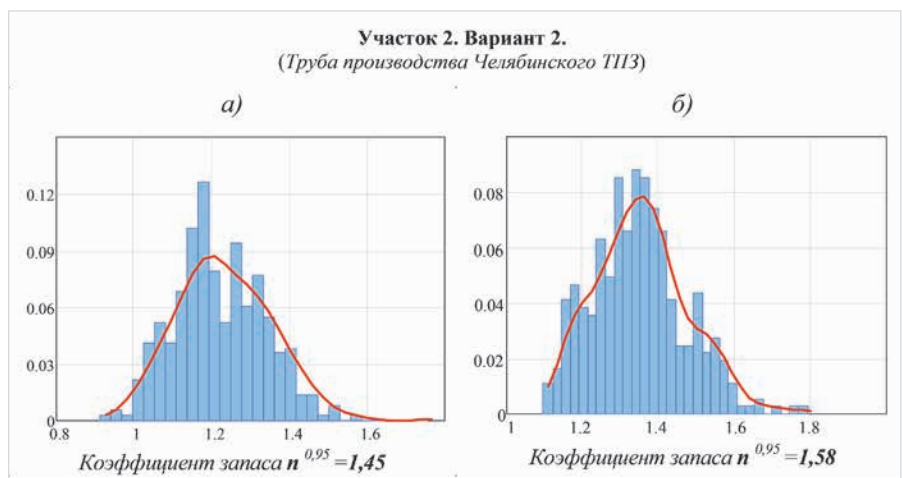 Участок 2. Вариант 2.
(Труба производства Челябинского ТПЗ)
а)
б)
0.12
0.09
0.06
0.03
0
0.8 1 1.2 1.4 1.6
0.08
0.06
0.04
0.02
0
1 1.2 1.4 1.6 1.8
Коэффициент запаса n 0,95 =1,45
Коэффициент запаса n 0,95 =1,58